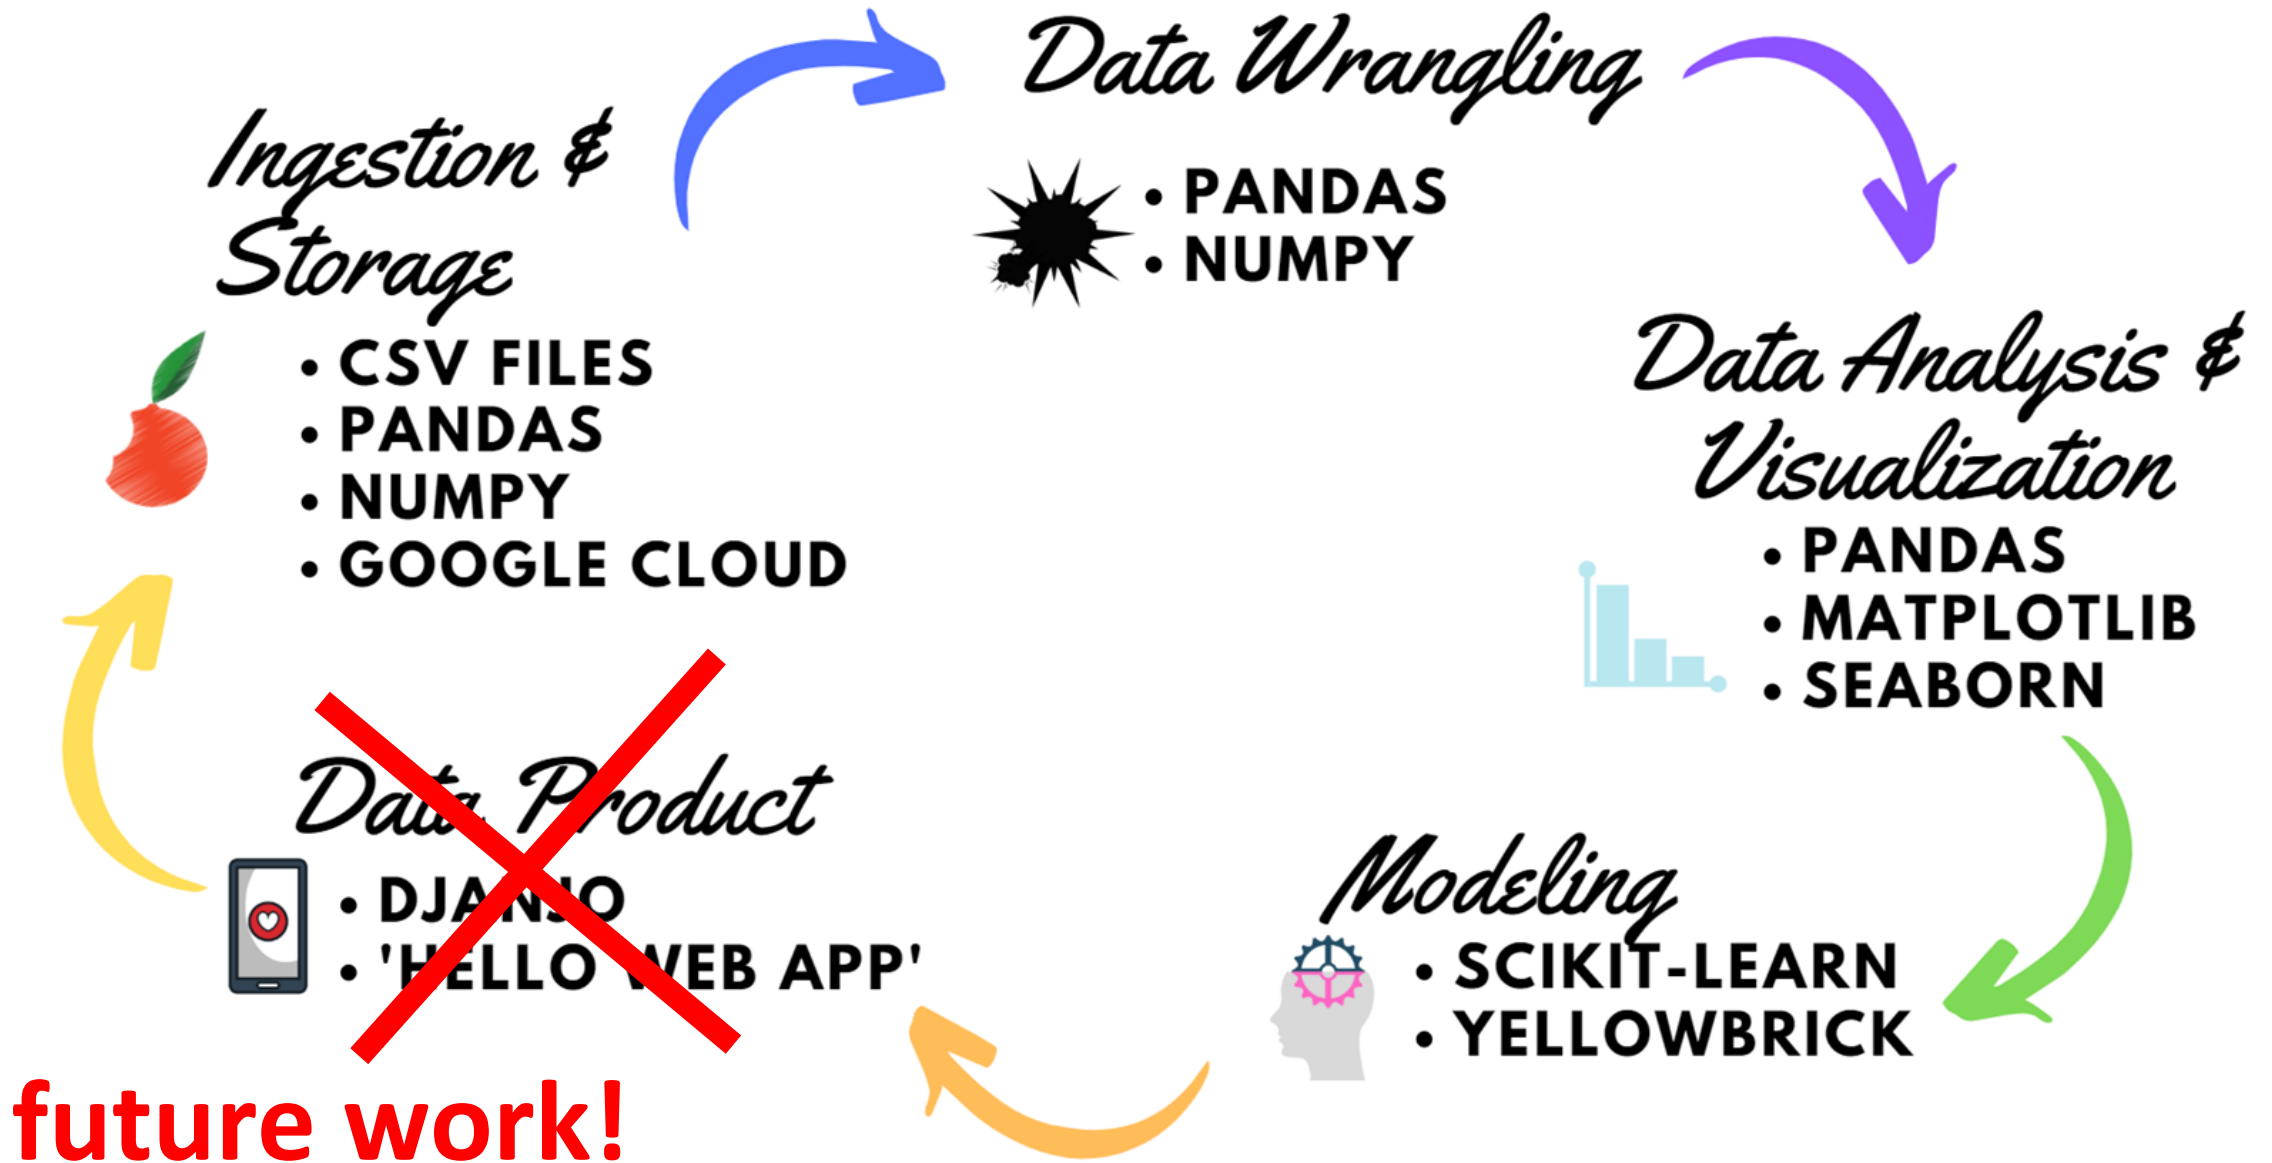 Ingestion &
Storage
• CSV FILES
• PANDAS
• NUMPY
• GOOGLE CLOUD
Data Wrangling
• PANDAS
• NUMPY
Data Analysis &
Visualization
• PANDAS
• MATPLOTLIB
• SEABORN
Modeling
• SCIKIT-LEARN
• YELLOWBRICK
Data Product
• DJANJO
• 'HELLO WEB APP'
future work!